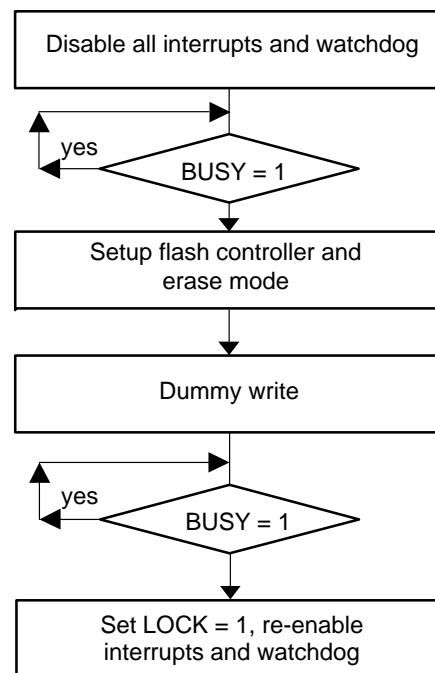 Disable all interrupts and watchdog
yes
BUSY = 1
Setup flash controller and
erase mode
Dummy write
yes
BUSY = 1
Set LOCK = 1, re-enable
interrupts and watchdog